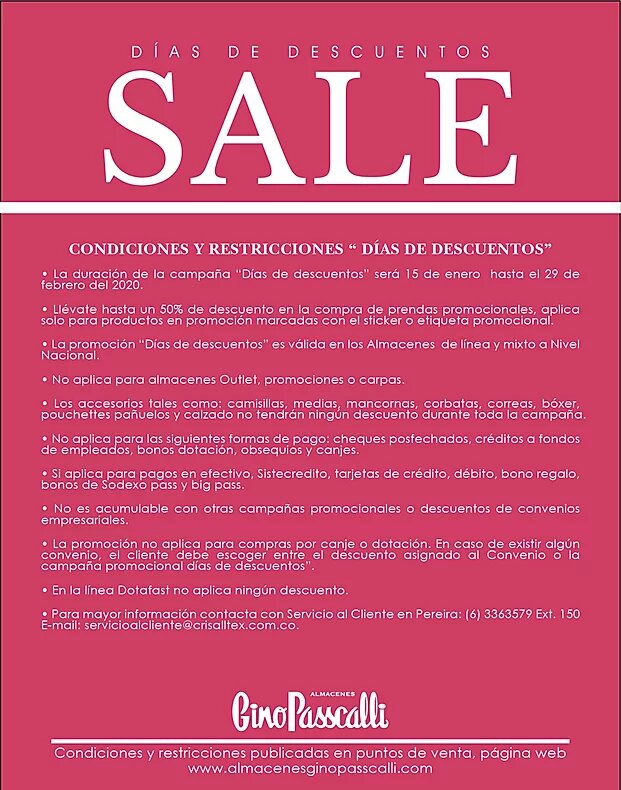 DÍAS DE DESCUENTOS
SALE
CONDICIONES Y RESTRICCIONES “ DÍAS DE DESCUENTOS”
• La duración de la campaña “Días de descuentos” será 15 de enero hasta el 29 de
febrero del 2020.
• Llévate hasta un 50% de descuento en la compra de prendas promocionales, aplica
solo para productos en promoción marcadas con el sticker o etiqueta promocional.
• La promoción “Días de descuentos” es válida en los Almacenes de línea y mixto a Nivel
Nacional.
• No aplica para almacenes Outlet, promociones o carpas.
• Los accesorios tales como: camisillas, medias, mancornas, corbatas, correas, bóxer,
pouchettes pañuelos y calzado no tendrán ningún descuento durante toda la campaña.
• No aplica para las siguientes formas de pago: cheques posfechados, créditos a fondos
de empleados, bonos dotación, obsequios y canjes.
• Si aplica para pagos en efectivo, Sistecredito, tarjetas de crédito, débito, bono regalo,
bonos de Sodexo pass y big pass.
• No es acumulable con otras campañas promocionales o descuentos de convenios
empresariales.
• La promoción no aplica para compras por canje o dotación. En caso de existir algún
convenio, el cliente debe escoger entre el descuento asignado al Convenio o la
campaña promocional días de descuentos”.
• En la línea Dotafast no aplica ningún descuento.
• Para mayor información contacta con Servicio al Cliente en Pereira: (6) 3363579 Ext. 150
E-mail: servicioalcliente@crisalltex.com.co.
ALMACENES
Gino Passcalli
Condiciones y restricciones publicadas en puntos de venta, página web
www.almacenesginopasscalli.com